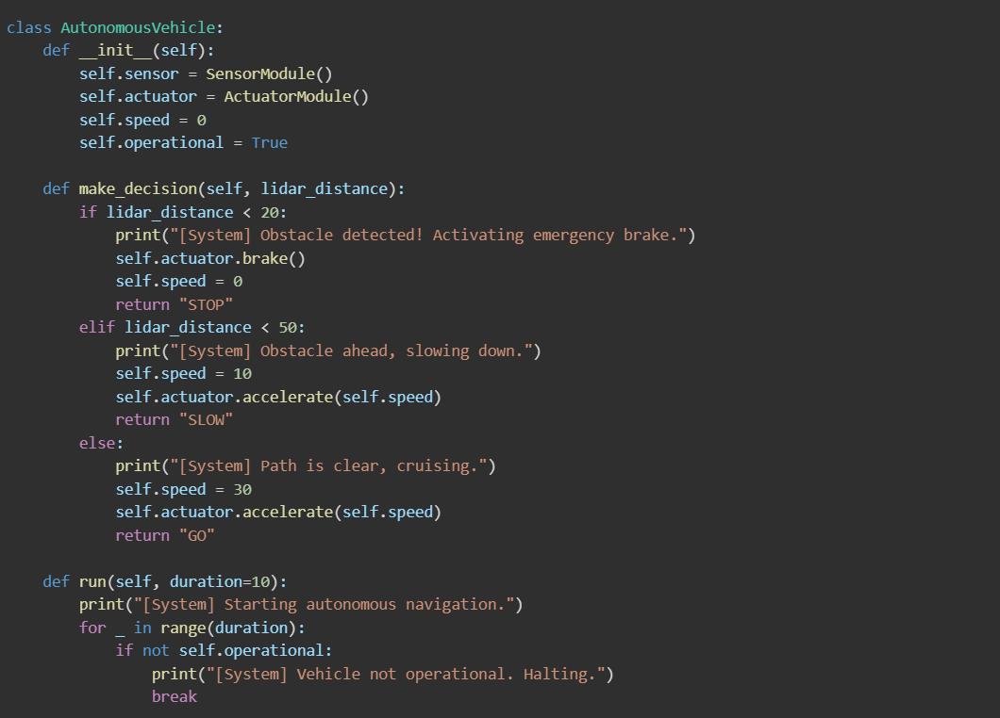 class AutonomousVehicle:
    def __init__(self):
        self.sensor = SensorModule()
        self.actuator = ActuatorModule()
        self.speed = 0
        self.operational = True

    def make_decision(self, lidar_distance):
        if lidar_distance < 20:
            print("[System] Obstacle detected! Activating emergency brake.")
            self.actuator.brake()
            self.speed = 0
            return "STOP"
        elif lidar_distance < 50:
            print("[System] Obstacle ahead, slowing down.")
            self.speed = 10
            self.actuator.accelerate(self.speed)
            return "SLOW"
        else:
            print("[System] Path is clear, cruising.")
            self.speed = 30
            self.actuator.accelerate(self.speed)
            return "GO"

    def run(self, duration=10):
        print("[System] Starting autonomous navigation.")
        for _ in range(duration):
            if not self.operational:
                print("[System] Vehicle not operational. Halting.")
                break